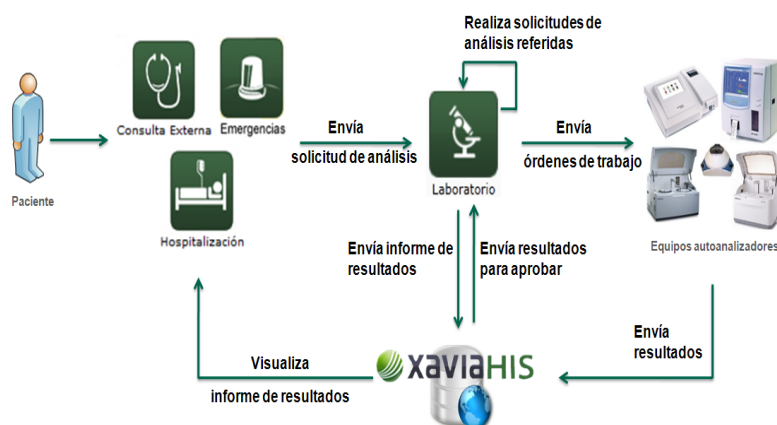 Realiza solicitudes de
análisis referidas
Consulta Externa
Emergencias
Envía
solicitud de análisis
Envía
órdenes de trabajo
Paciente
Laboratorio
Hospitalización
Equipos autoanalizadores
Envía informe de
resultados
Envía resultados
para aprobar
Envía
resultados
Visualiza
informe de resultados
xaviaHIS